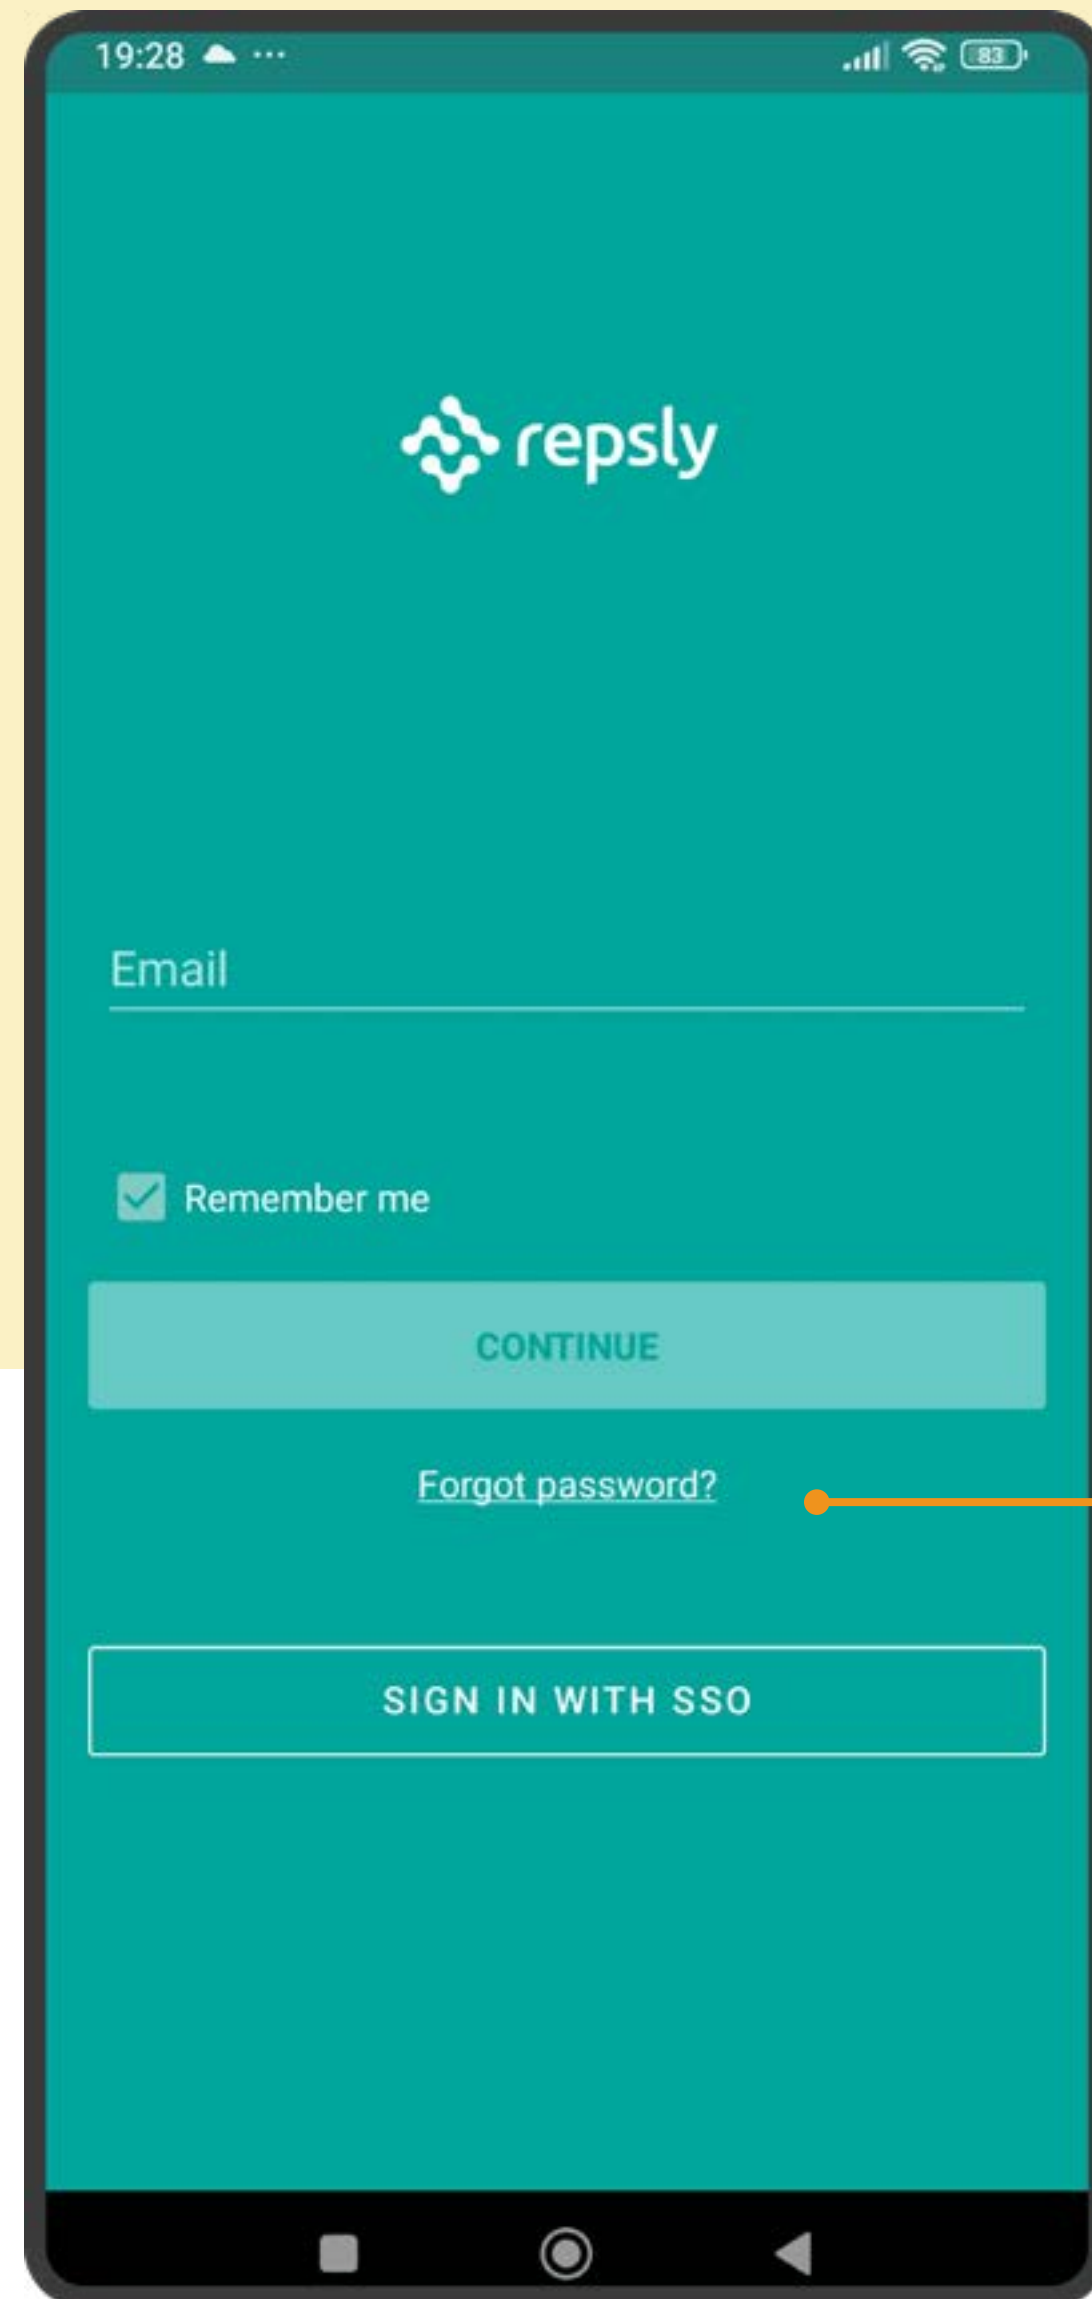 19:28 ...
83
repsly
Email
Remember me
CONTINUE
Forgot password?
SIGN IN WITH SSO